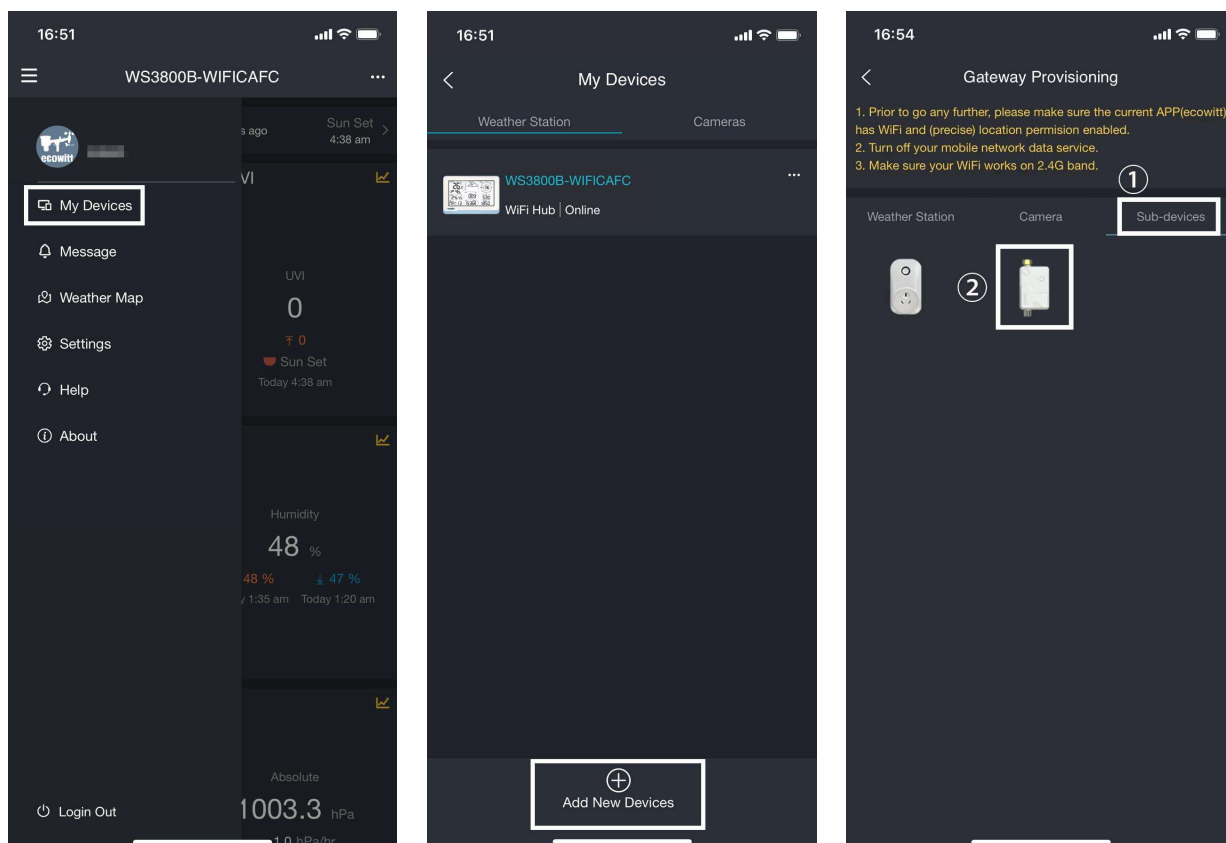 16:51
WS3800B-WIFICAFC
ecowitt
s ago
Sun Set
4:38 am
VI
My Devices
Message
Weather Map
Settings
Help
About
UVI
0
0
Sun Set
Today 4:38 am
Humidity
48 %
48 %
47 %
y 1:35 am
Today 1:20 am
Absolute
1003.3 hPa
1.0 hPa/hr
Login Out
16:51
My Devices
Weather Station
Cameras
WS3800B-WIFICAFC
WiFi Hub | Online
Add New Devices
16:54
Gateway Provisioning
1. Prior to go any further, please make sure the current APP(ecowitt)
has WiFi and (precise) location permision enabled.
2. Turn off your mobile network data service.
3. Make sure your WiFi works on 2.4G band.
①
Weather Station
Camera
Sub-devices
②